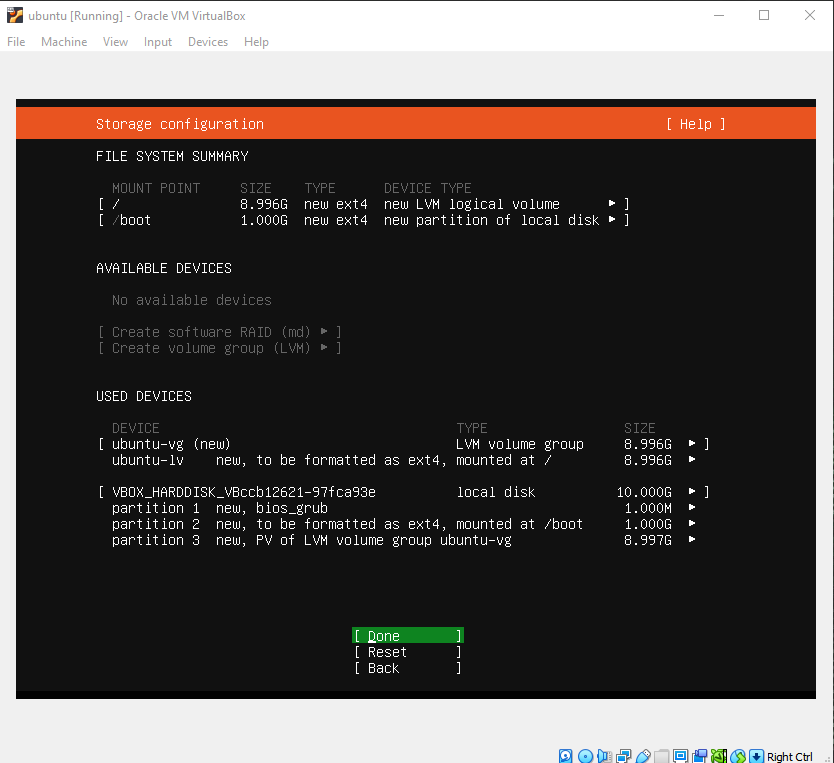 ubuntu [Running] - Oracle VM VirtualBox
File Machine View Input Devices Help
Storage configuration [ Help ]
FILE SYSTEM SUMMARY
MOUNT POINT SIZE TYPE DEVICE TYPE
[ / 8.996G new ext4 new LVM logical volume ▸ ]
[ /boot 1.000G new ext4 new partition of local disk ▸ ]
AVAILABLE DEVICES
No available devices
[ Create software RAID (md) ▸ ]
[ Create volume group (LVM) ▸ ]
USED DEVICES
DEVICE TYPE SIZE
[ ubuntu-vg (new) LVM volume group 8.996G ▸ ]
ubuntu-lv new, to be formatted as ext4, mounted at / 8.996G ▸
[ VBOX_HARDDISK_VBccb12621-97fca93e local disk 10.000G ▸ ]
partition 1 new, bios_grub 1.000M ▸
partition 2 new, to be formatted as ext4, mounted at /boot 1.000G ▸
partition 3 new, PV of LVM volume group ubuntu-vg 8.997G ▸
[ Done ]
[ Reset ]
[ Back ]
Right Ctrl